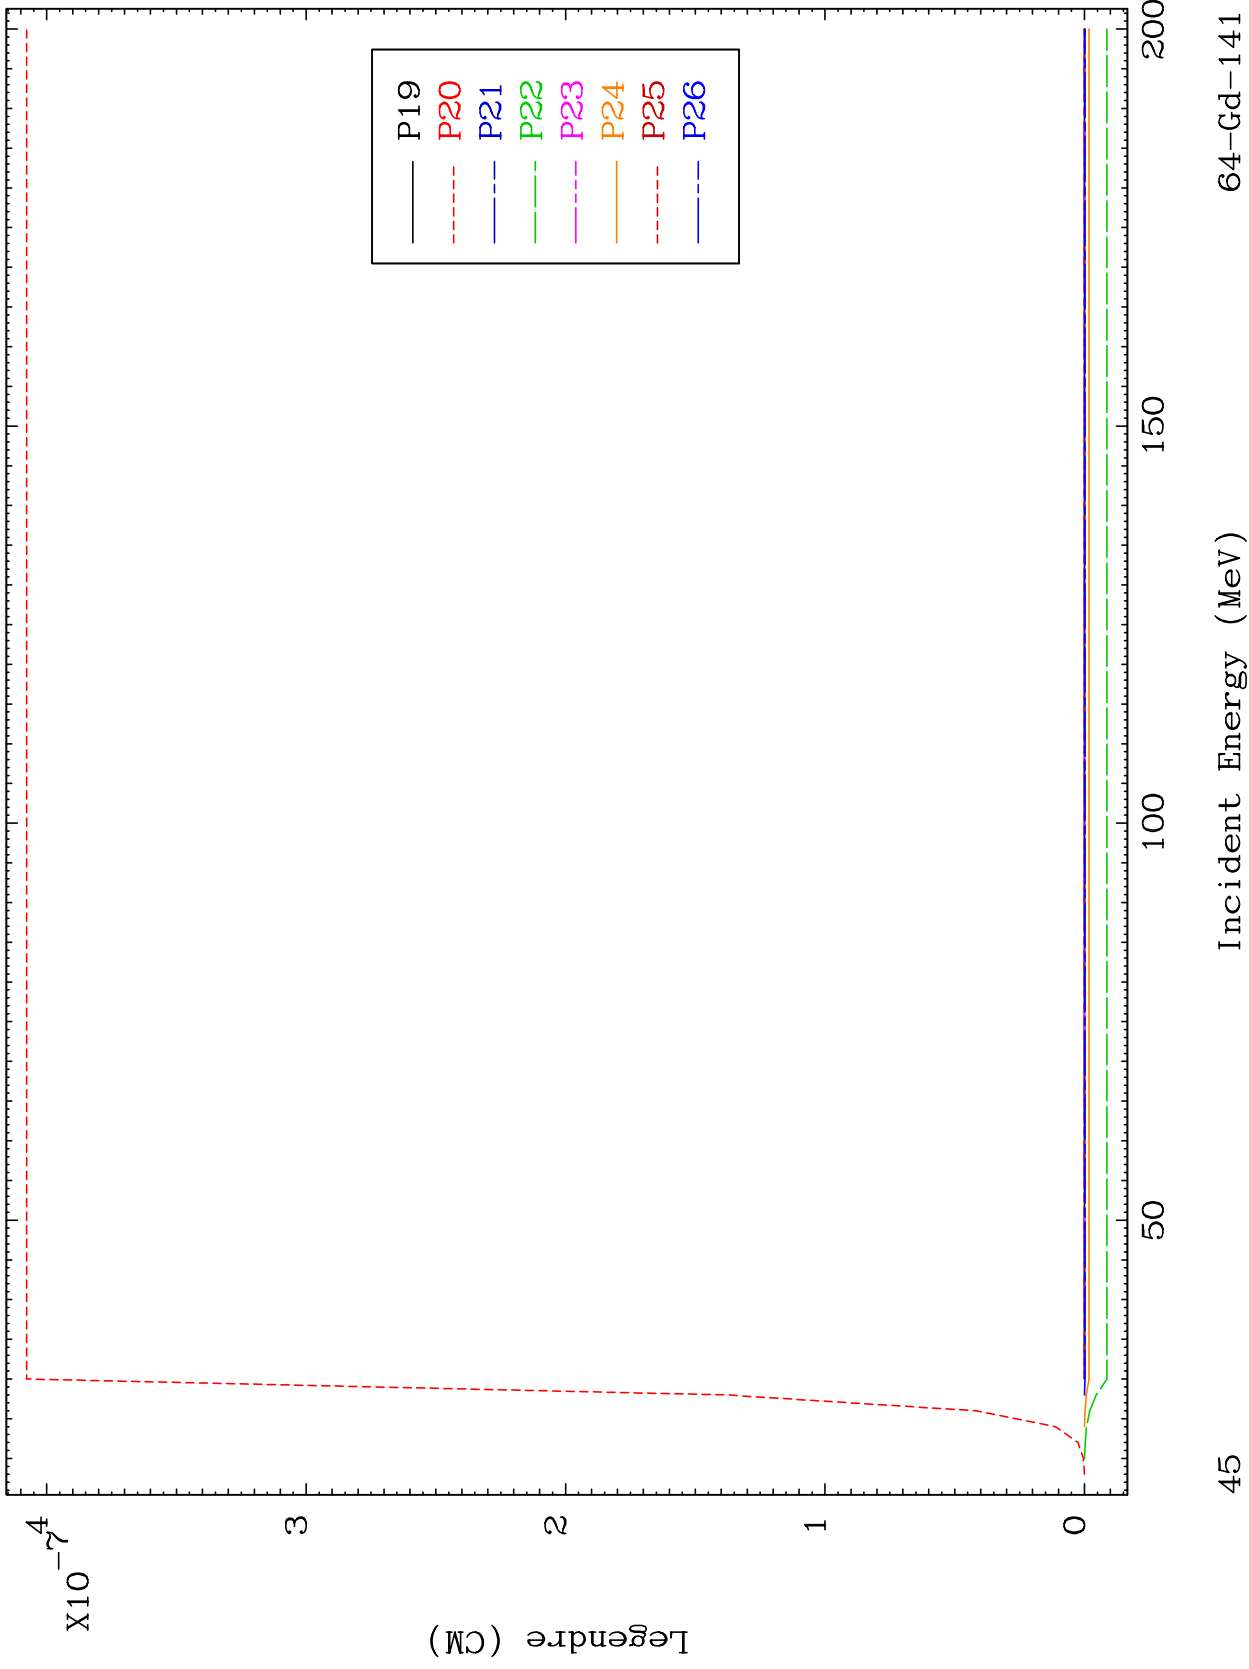 X10
-7
4
3
2
1
0
Legendre (CM)
P19
P20
P21
P22
P23
P24
P25
P26
50
100
150
200
Incident Energy (MeV)
45
64-Gd-141